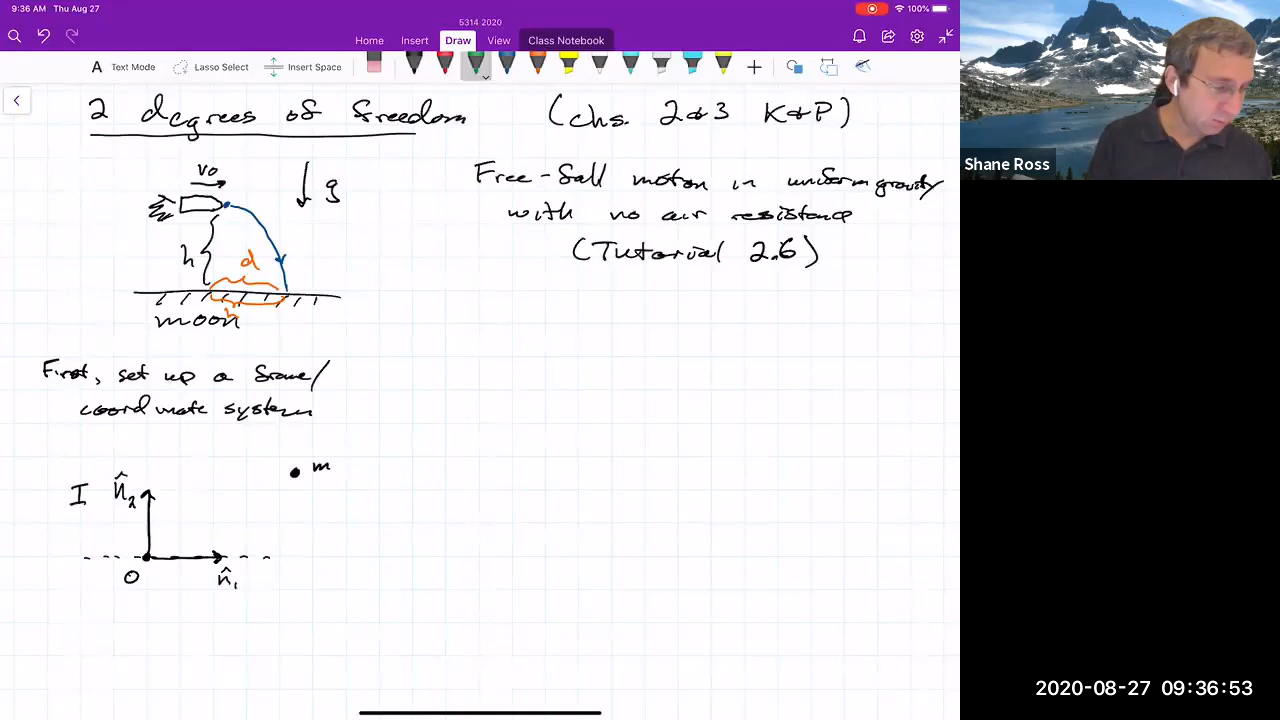 9:36 AM Thu Aug 27
100%
5314 2020
Home Insert Draw View Class Notebook
A Text Mode Lasso Select Insert Space
2 degrees of freedom (chs. 2&3 K&P)
v0
g
h
d
moon
Free-fall motion in uniform gravity
with no air resistance
(Tutorial 2.6)
First, set up a frame/
coordinate system
m
I n̂2
O n̂1
Shane Ross
2020-08-27 09:36:53